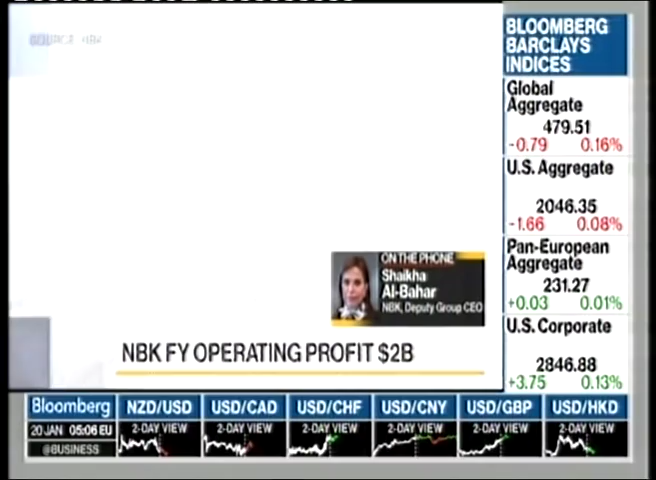 BLOOMBERG
BARCLAYS
INDICES
Global
Aggregate
479.51
-0.79 0.16%
U.S. Aggregate
2046.35
-1.66 0.08%
Pan-European
Aggregate
231.27
+0.03 0.01%
U.S. Corporate
2846.88
+3.75 0.13%
ON THE PHONE
Shaikha
Al-Bahar
NBK, Deputy Group CEO
NBK FY OPERATING PROFIT $2B
Bloomberg NZD/USD USD/CAD USD/CHF USD/CNY USD/GBP USD/HKD
20 JAN 05:06 EU 2-DAY VIEW 2-DAY VIEW 2-DAY VIEW 2-DAY VIEW 2-DAY VIEW 2-DAY VIEW
@BUSINESS